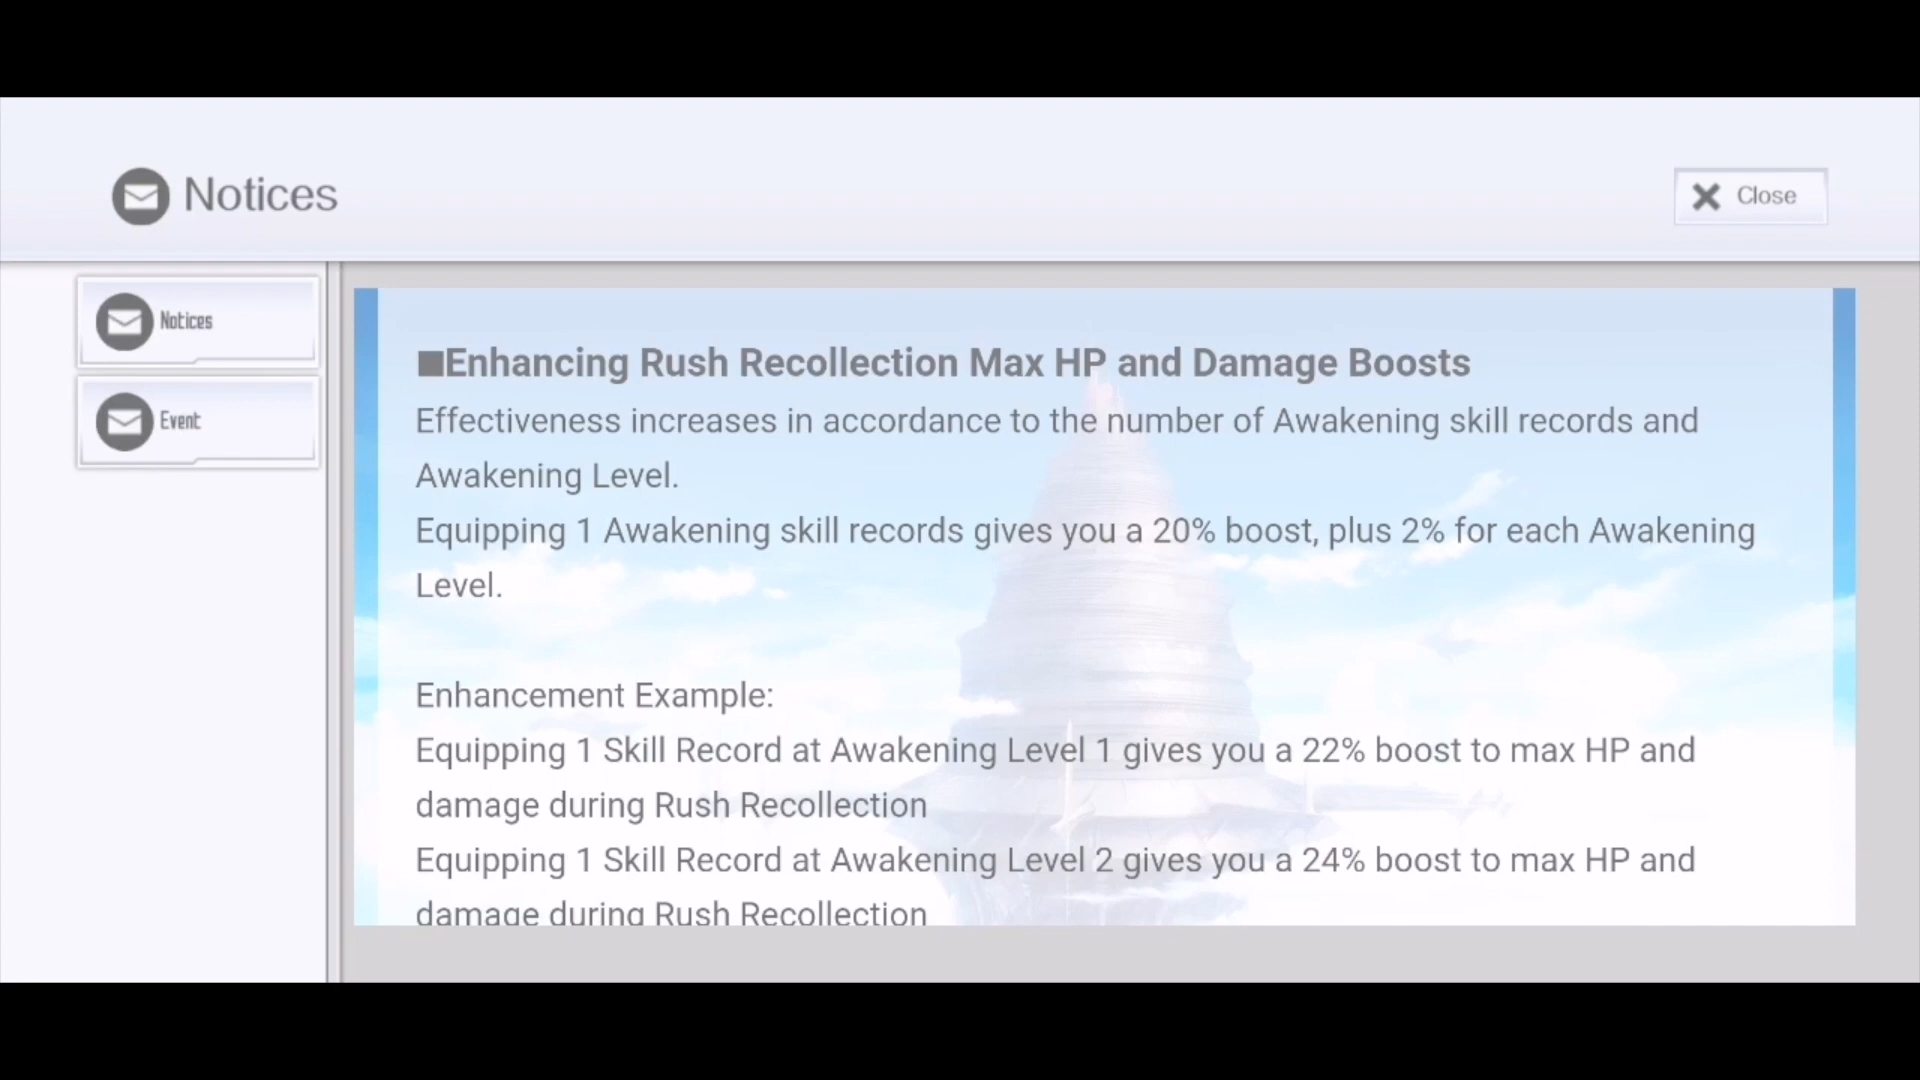 Notices
Close
Notices
Event
■Enhancing Rush Recollection Max HP and Damage Boosts
Effectiveness increases in accordance to the number of Awakening skill records and
Awakening Level.
Equipping 1 Awakening skill records gives you a 20% boost, plus 2% for each Awakening
Level.
Enhancement Example:
Equipping 1 Skill Record at Awakening Level 1 gives you a 22% boost to max HP and
damage during Rush Recollection
Equipping 1 Skill Record at Awakening Level 2 gives you a 24% boost to max HP and
damage during Rush Recollection